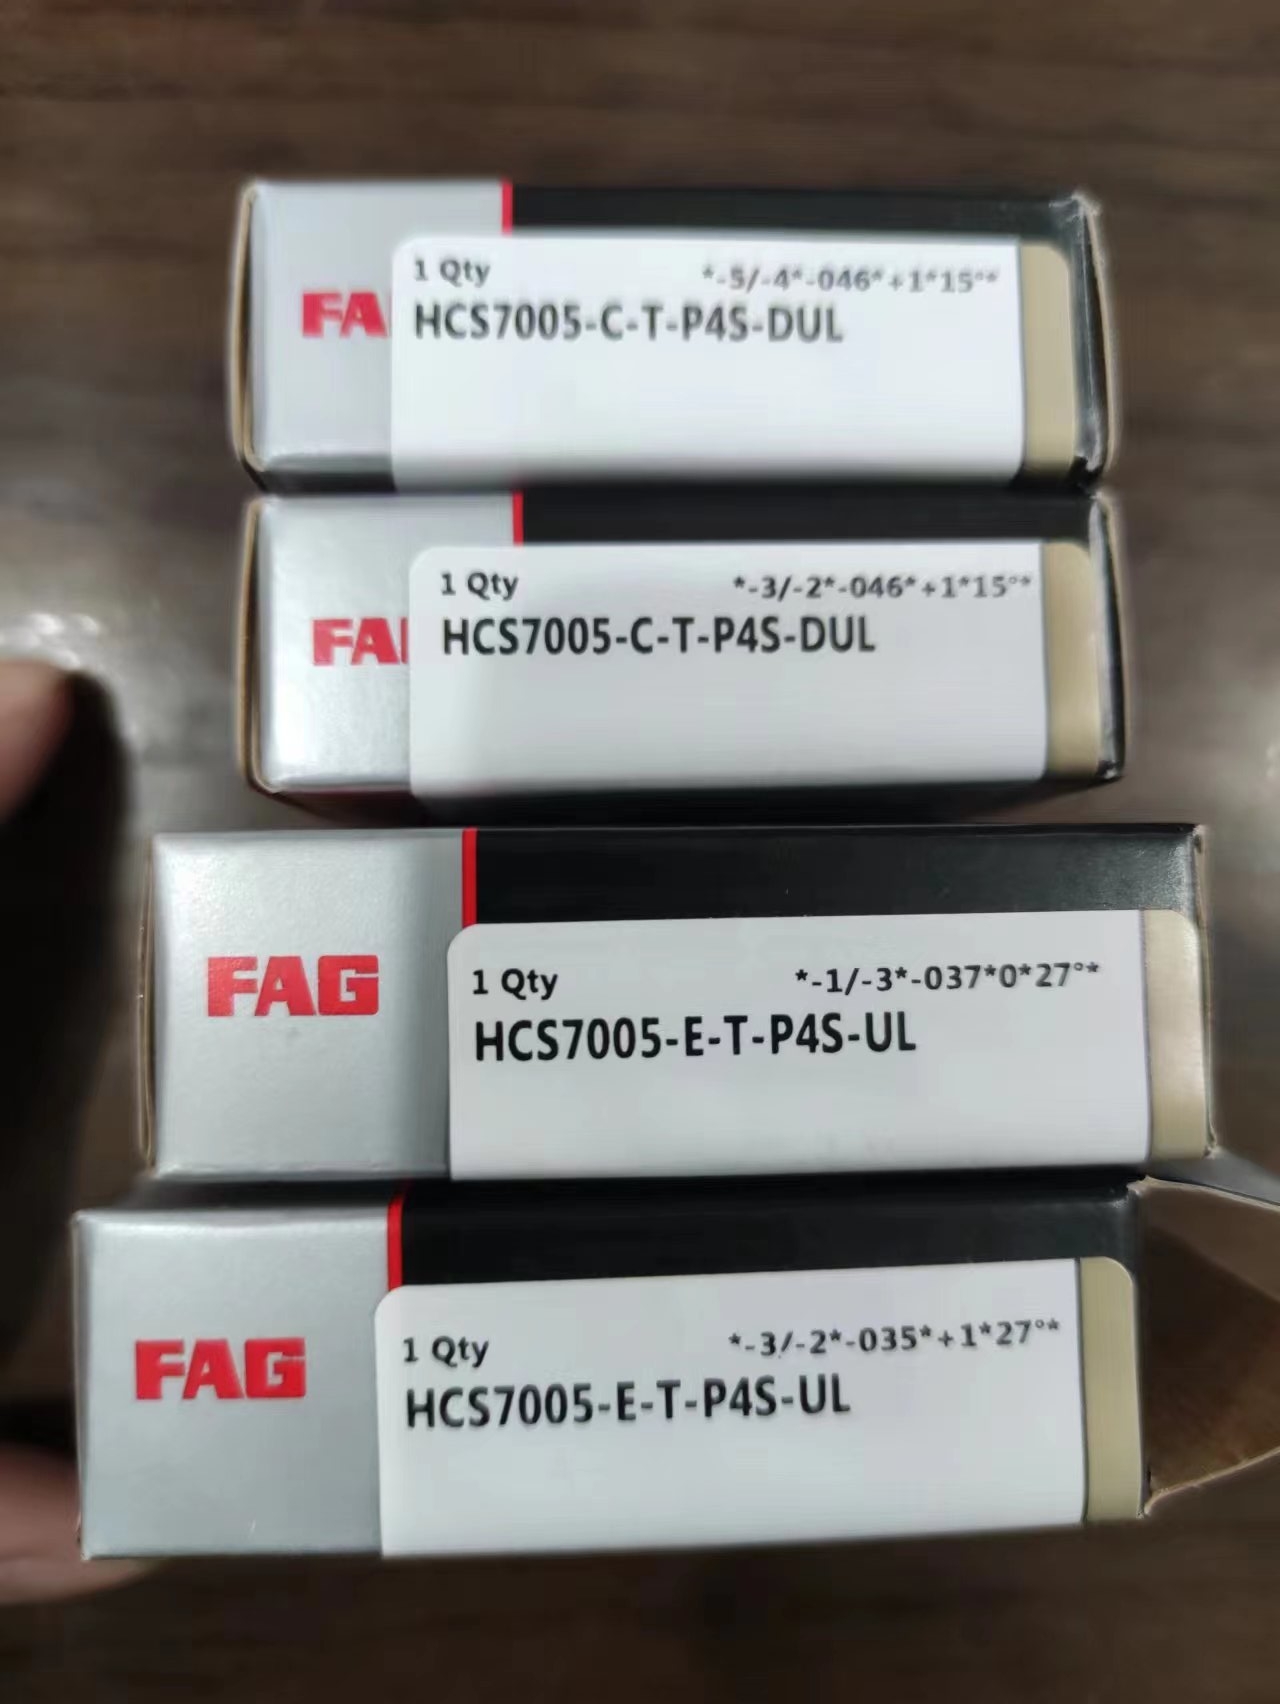 FA
1 Qty *-5/-4*-046*+1*15°*
HCS7005-C-T-P4S-DUL
FA
1 Qty *-3/-2*-046*+1*15°*
HCS7005-C-T-P4S-DUL
FAG
1 Qty *-1/-3*-037*0*27°*
HCS7005-E-T-P4S-UL
FAG
1 Qty *-3/-2*-035*+1*27°*
HCS7005-E-T-P4S-UL